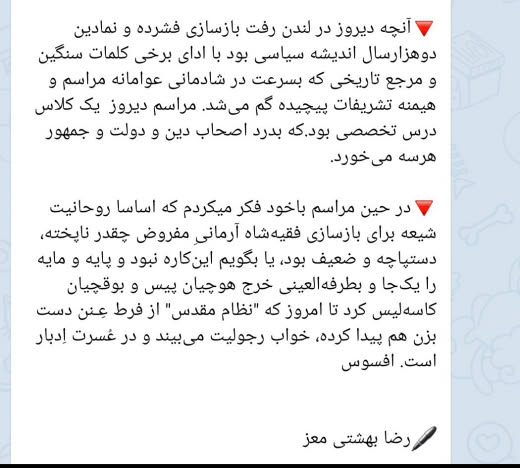 🔻آنچه دیروز در لندن رفت بازسازی فشرده و نمادین
دوهزارسال اندیشه سیاسی بود با ادای برخی کلمات سنگین
و مرجع تاریخی که بسرعت در شادمانی عوامانه مراسم و
هیمنه تشریفات پیچیده گم می‌شد. مراسم دیروز  یک کلاس
درس تخصصی بود.که بدرد اصحاب دین و دولت و جمهور
هرسه می‌خورد.
🔻در حین مراسم باخود فکر میکردم که اساسا روحانیت
شیعه برای بازسازی فقیه‌شاه آرمانیِ مفروض چقدر ناپخته،
دستپاچه و ضعیف بود، یا بگویم این‌کاره نبود و پایه و مایه
را یک‌جا و بطرفه‌العینی خرج هوچیان پیس و بوقچیان
کاسه‌لیس کرد تا امروز که "نظام مقدس" از فرط عِنن دست
بزن هم پیدا کرده، خواب رجولیت می‌بیند و در عُسرت اِدبار
است. افسوس
🖋رضا بهشتی معز